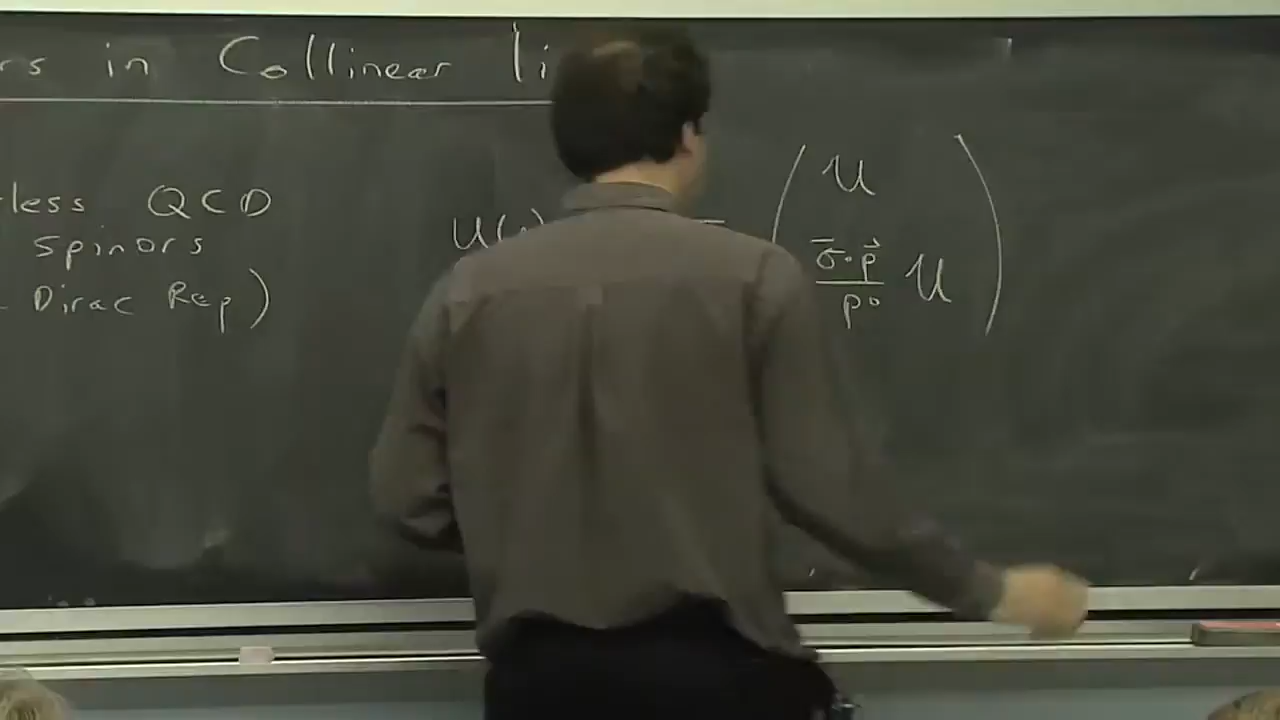 rs in Collinear li
less QCD
spinors
Dirac Rep)
u(
( U
σ·p⃗ / p⁰ U )